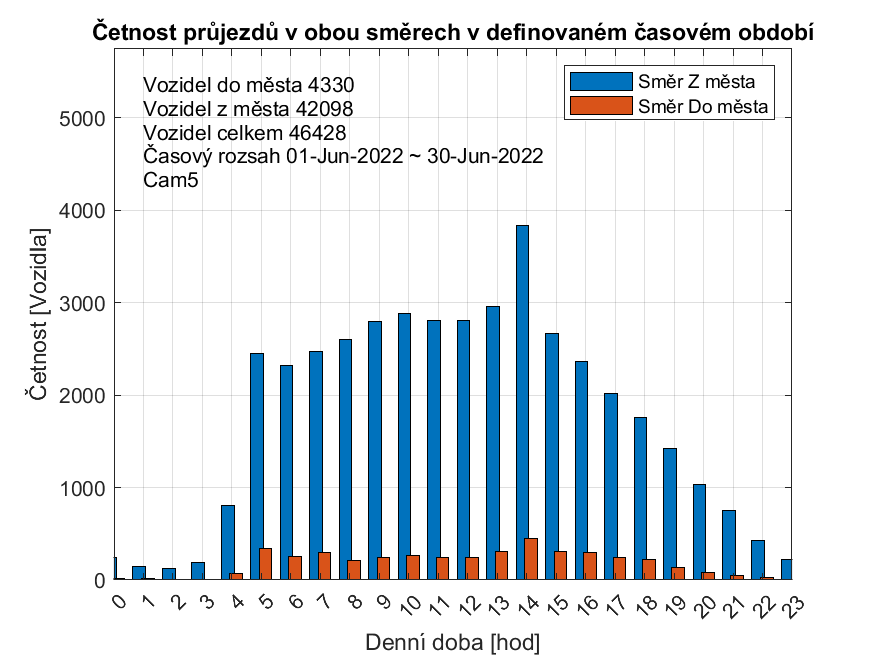 Četnost průjezdů v obou směrech v definovaném časovém období
Vozidel do města 4330
Vozidel z města 42098
Vozidel celkem 46428
Časový rozsah 01-Jun-2022 ~ 30-Jun-2022
Cam5
Směr Z města
Směr Do města
Četnost [Vozidla]
5000
4000
3000
2000
1000
0
0 1 2 3 4 5 6 7 8 9 10 11 12 13 14 15 16 17 18 19 20 21 22 23
Denní doba [hod]